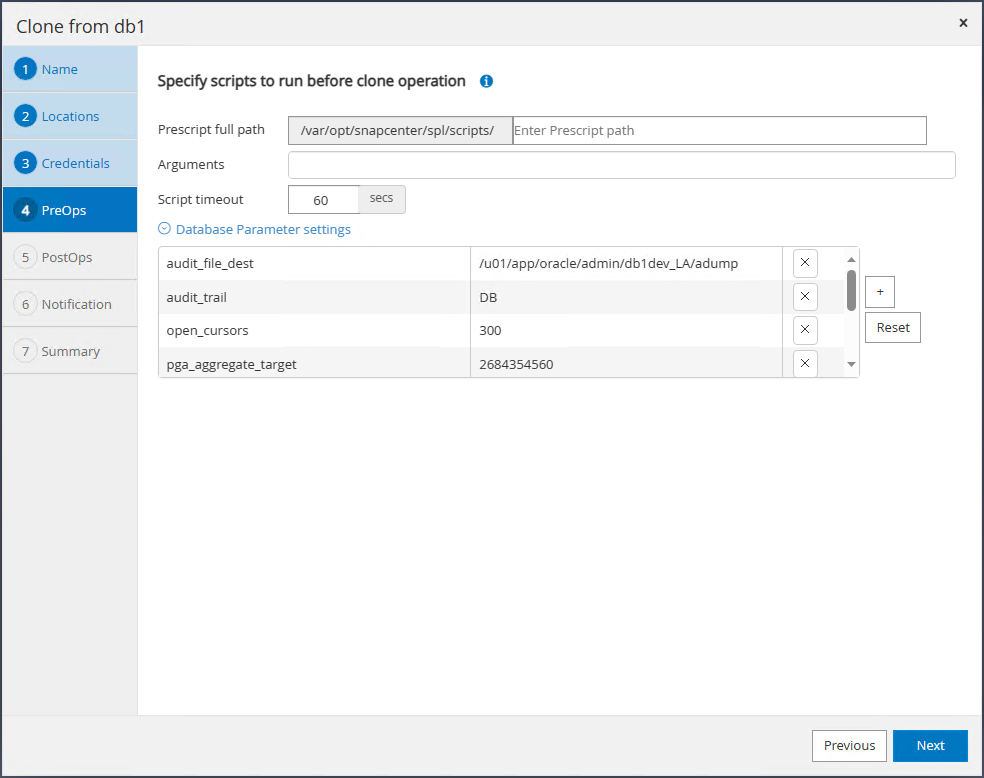 Clone from db1
×
1 Name
2 Locations
3 Credentials
4 PreOps
5 PostOps
6 Notification
7 Summary
Specify scripts to run before clone operation i
Prescript full path /var/opt/snapcenter/spl/scripts/ Enter Prescript path
Arguments
Script timeout 60 secs
Database Parameter settings
audit_file_dest /u01/app/oracle/admin/db1dev_LA/adump ×
audit_trail DB ×
open_cursors 300 ×
pga_aggregate_target 2684354560 ×
+
Reset
Previous Next